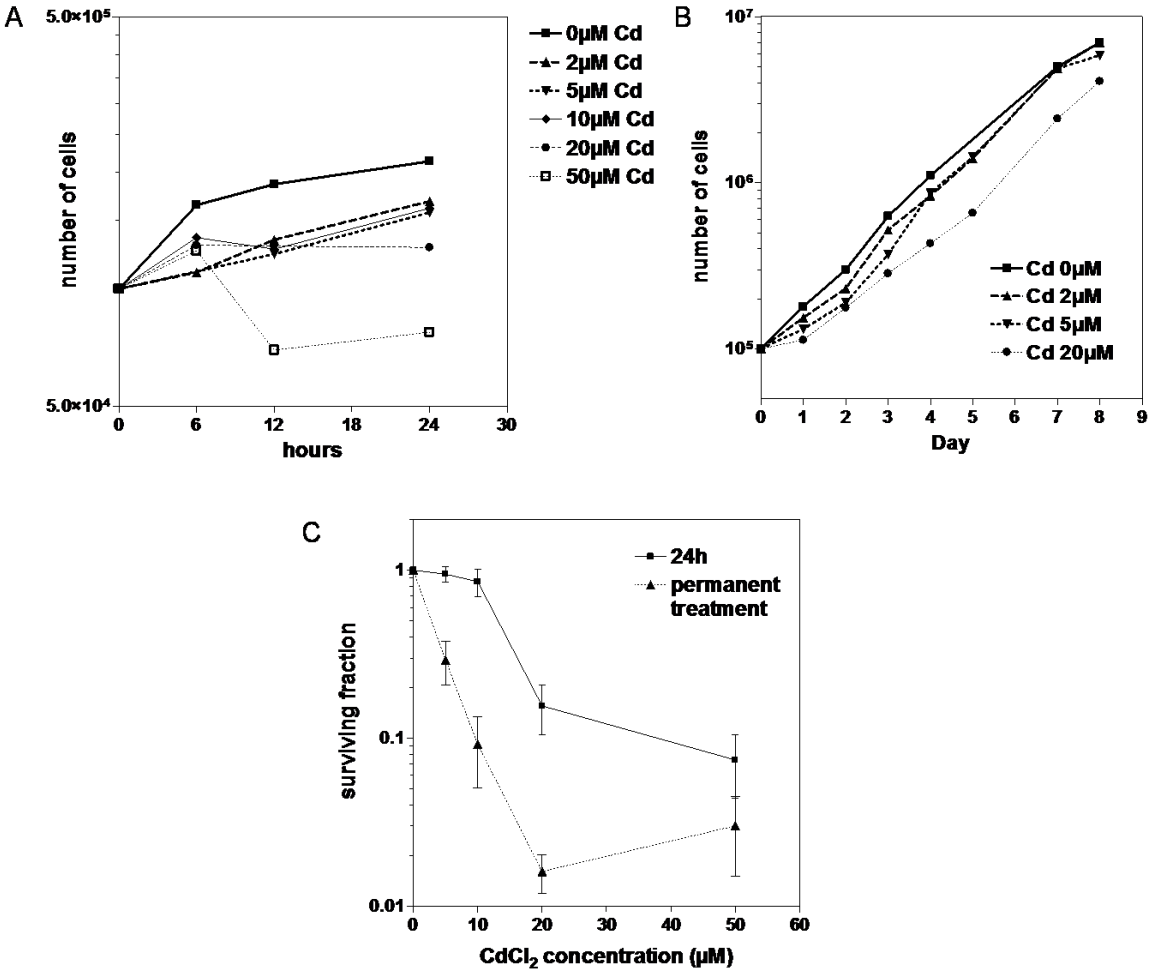 A
5.0×10⁵
5.0×10⁴
number of cells
0 6 12 18 24 30
hours
0µM Cd
2µM Cd
5µM Cd
10µM Cd
20µM Cd
50µM Cd
B
10⁷
10⁶
10⁵
number of cells
0 1 2 3 4 5 6 7 8 9
Day
Cd 0µM
Cd 2µM
Cd 5µM
Cd 20µM
C
1
0.1
0.01
surviving fraction
0 10 20 30 40 50 60
CdCl₂ concentration (µM)
24h
permanent
treatment